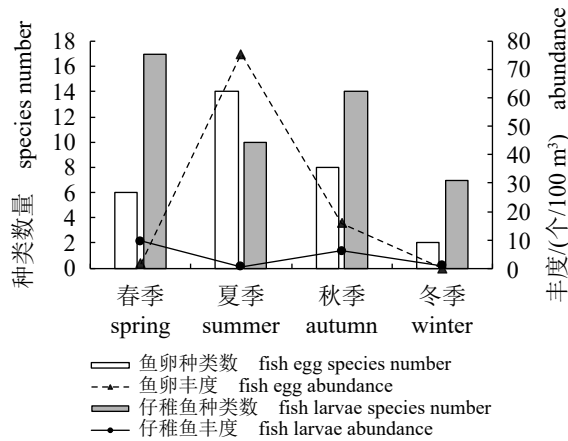 种类数量 species number
18
16
14
12
10
8
6
4
2
0
80
70
60
50
40
30
20
10
0
丰度/(个/100 m³) abundance
春季 夏季 秋季 冬季
spring summer autumn winter
鱼卵种类数 fish egg species number
鱼卵丰度 fish egg abundance
仔稚鱼种类数 fish larvae species number
仔稚鱼丰度 fish larvae abundance